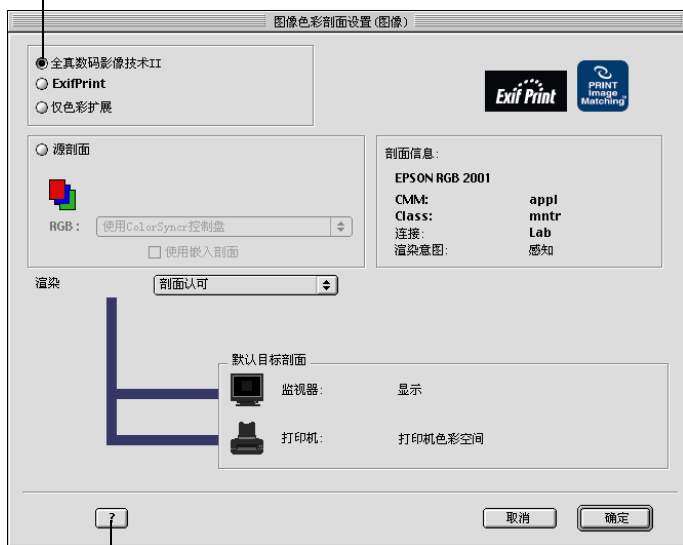 图像色彩剖面设置(图像)
全真数码影像技术II
ExifPrint
仅色彩扩展
Exif Print
PRINT
Image
Matching
源剖面
RGB: 使用ColorSyncr控制盘
使用嵌入剖面
剖面信息:
EPSON RGB 2001
CMM: appl
Class: mntr
连接: Lab
渲染意图: 感知
渲染 剖面认可
默认目标剖面
监视器: 显示
打印机: 打印机色彩空间
?
取消 确定